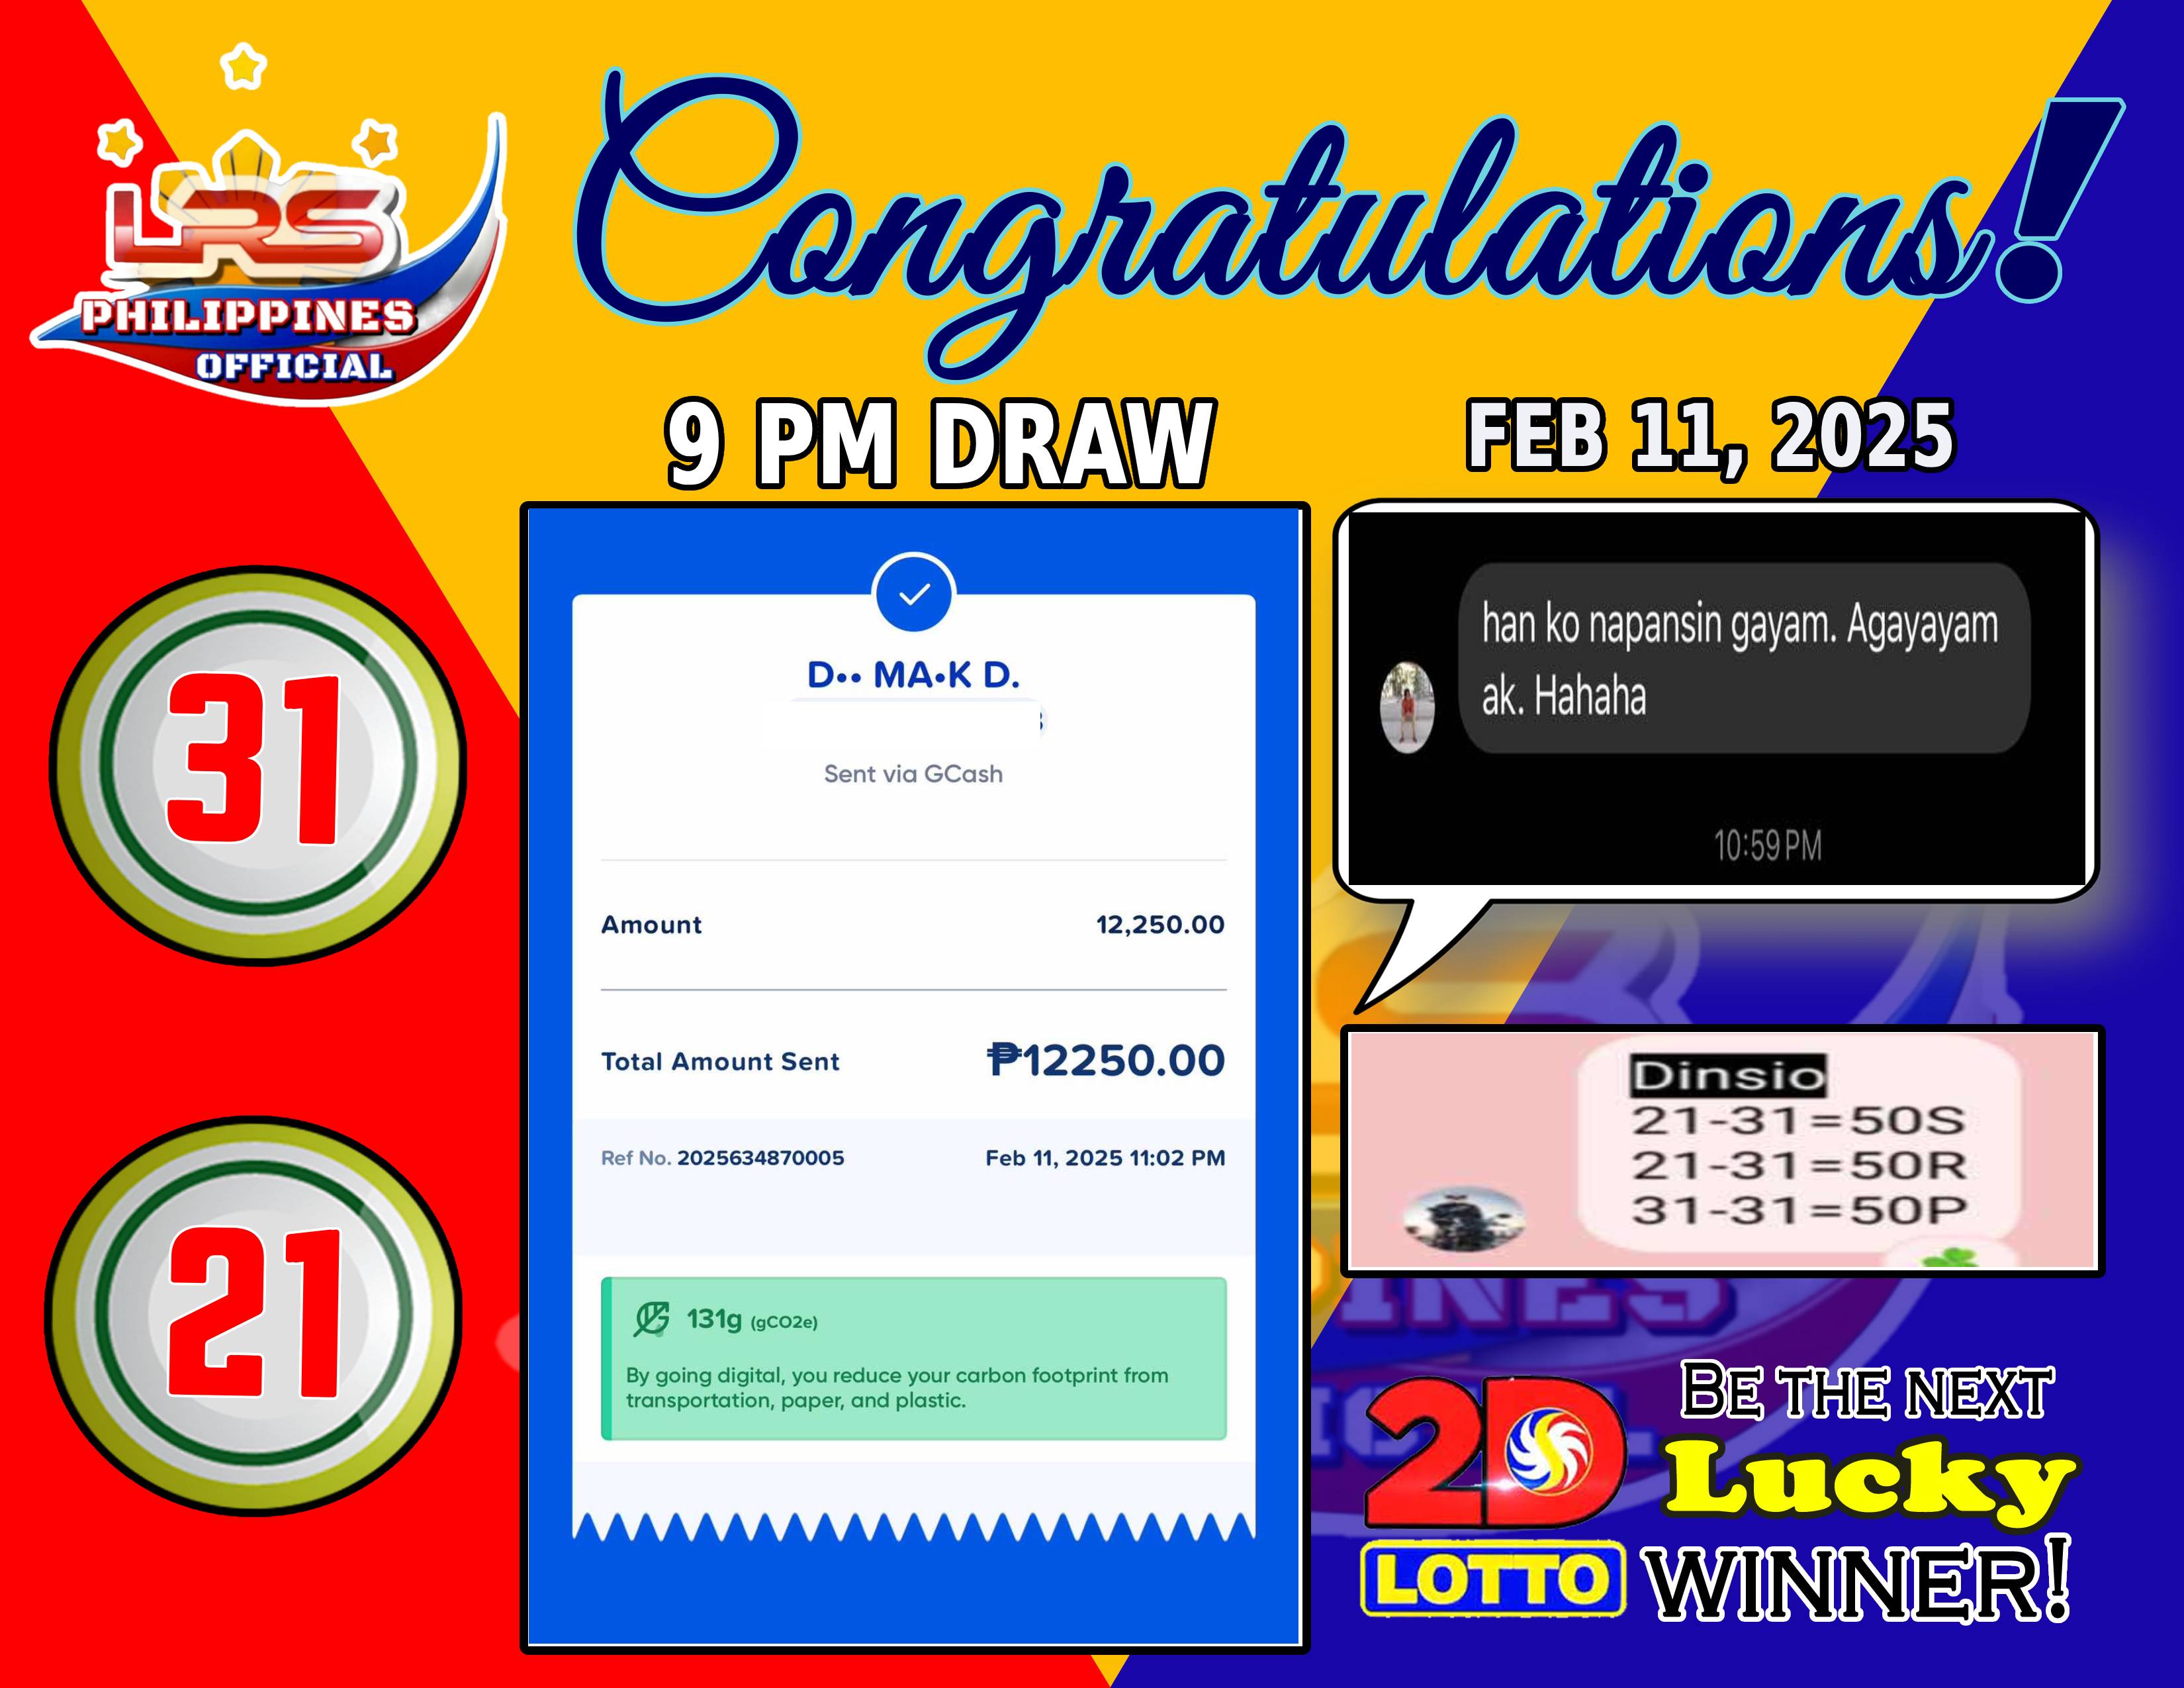 LRS
PHILIPPINES
OFFICIAL
Congratulations!
9 PM DRAW
FEB 11, 2025
31
21
D•• MA•K D.
Sent via GCash
Amount 12,250.00
Total Amount Sent ₱12250.00
Ref No. 2025634870005 Feb 11, 2025 11:02 PM
131g (gCO2e)
By going digital, you reduce your carbon footprint from
transportation, paper, and plastic.
han ko napansin gayam. Agayayam
ak. Hahaha
10:59 PM
Dinsio
21-31=50S
21-31=50R
31-31=50P
2D
LOTTO
BE THE NEXT
Lucky
WINNER!